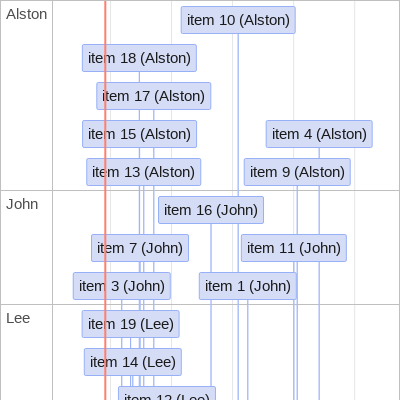 Alston
item 10 (Alston)
item 18 (Alston)
item 17 (Alston)
item 15 (Alston)
item 4 (Alston)
item 13 (Alston)
item 9 (Alston)
John
item 16 (John)
item 7 (John)
item 11 (John)
item 3 (John)
item 1 (John)
Lee
item 19 (Lee)
item 14 (Lee)
item 12 (Lee)